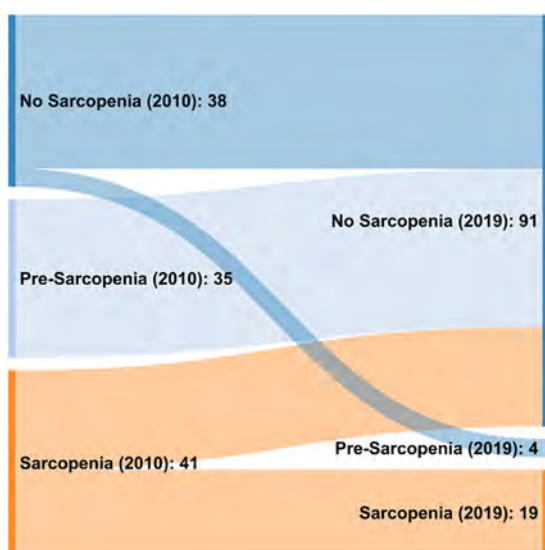 No Sarcopenia (2010): 38
No Sarcopenia (2019): 91
Pre-Sarcopenia (2010): 35
Pre-Sarcopenia (2019): 4
Sarcopenia (2010): 41
Sarcopenia (2019): 19